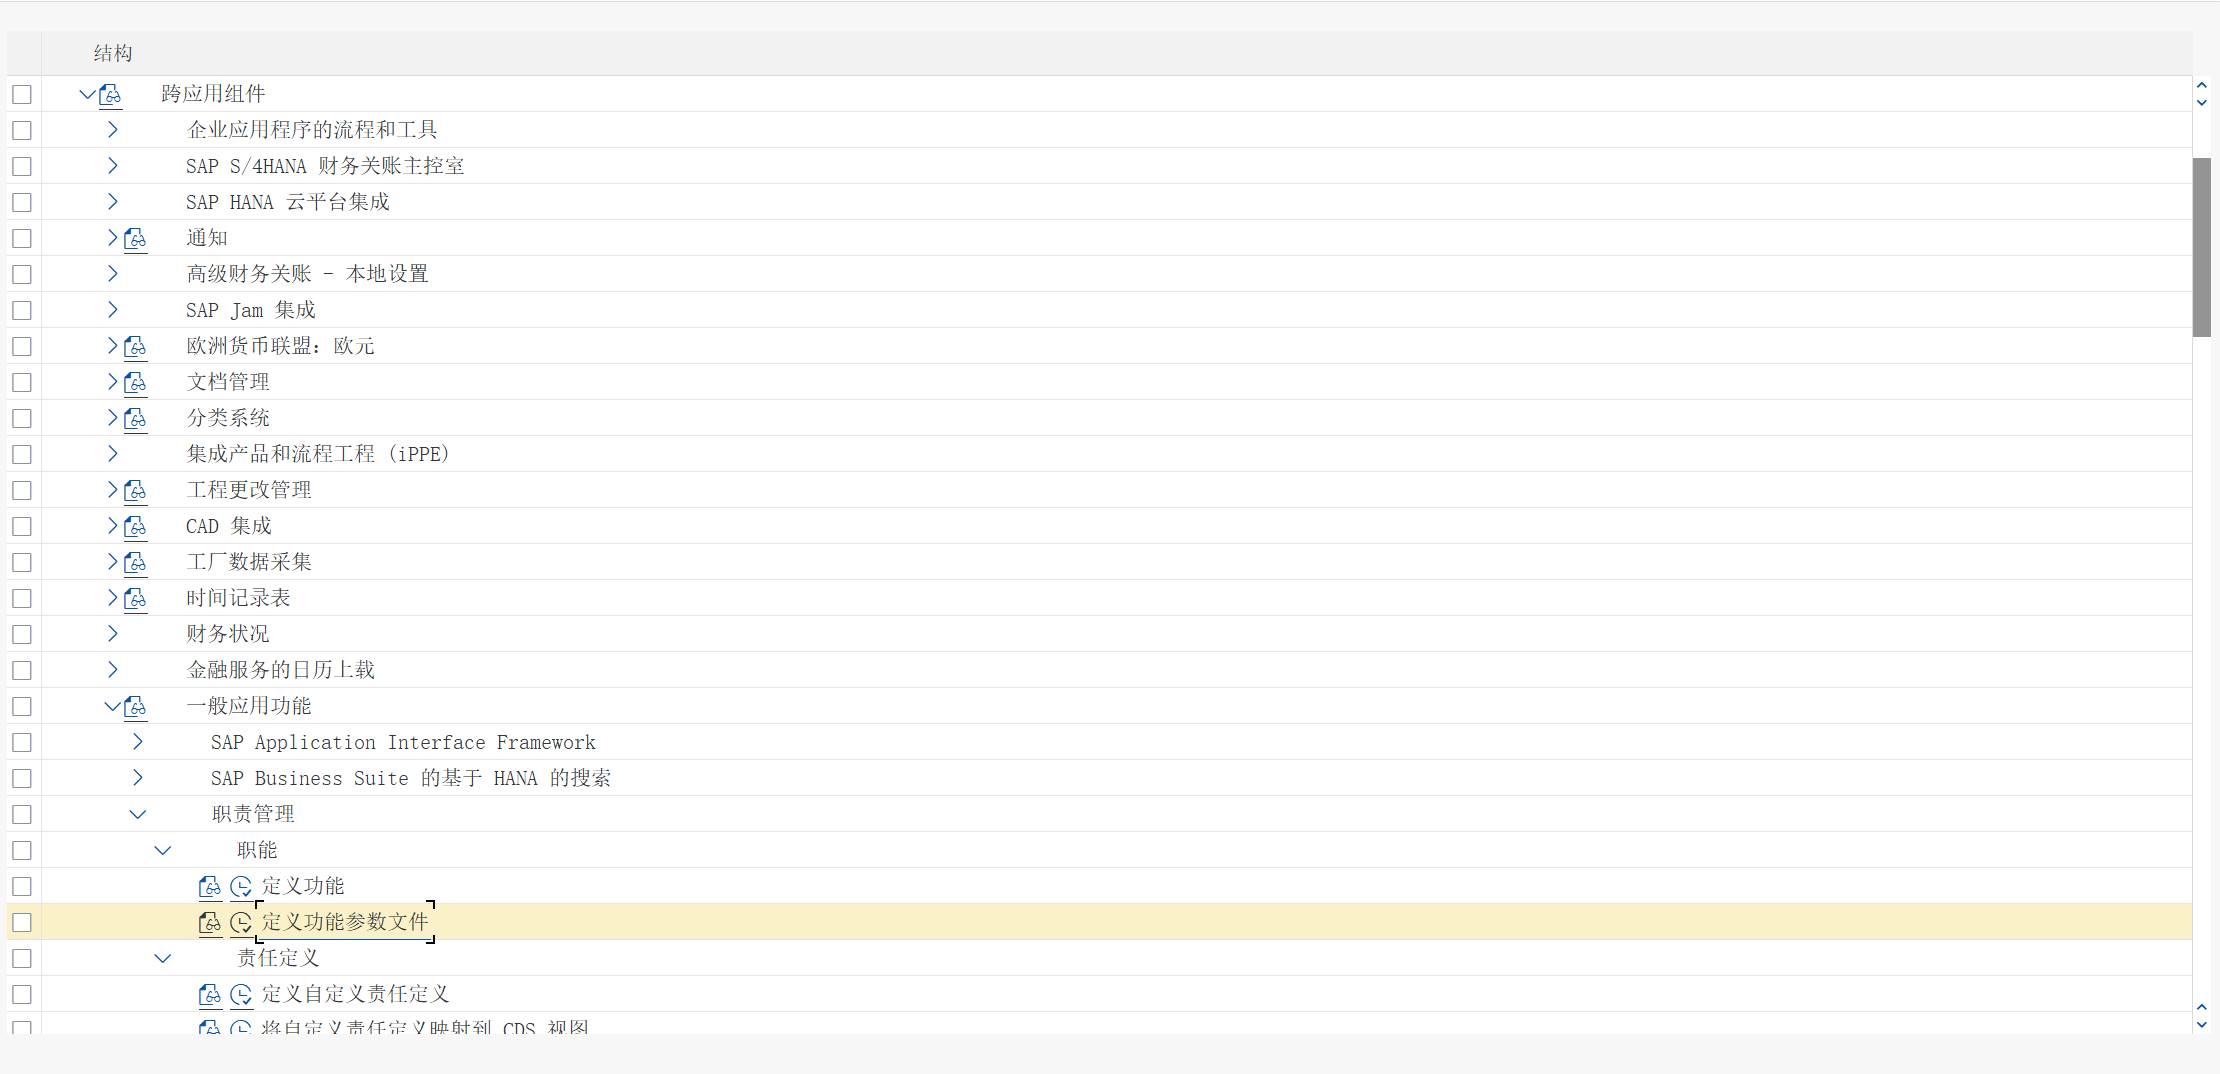 结构
跨应用组件
企业应用程序的流程和工具
SAP S/4HANA 财务关账主控室
SAP HANA 云平台集成
通知
高级财务关账 - 本地设置
SAP Jam 集成
欧洲货币联盟: 欧元
文档管理
分类系统
集成产品和流程工程 (iPPE)
工程更改管理
CAD 集成
工厂数据采集
时间记录表
财务状况
金融服务的日历上载
一般应用功能
SAP Application Interface Framework
SAP Business Suite 的基于 HANA 的搜索
职责管理
职能
定义功能
定义功能参数文件
责任定义
定义自定义责任定义
将自定义责任定义映射到 CDS 视图